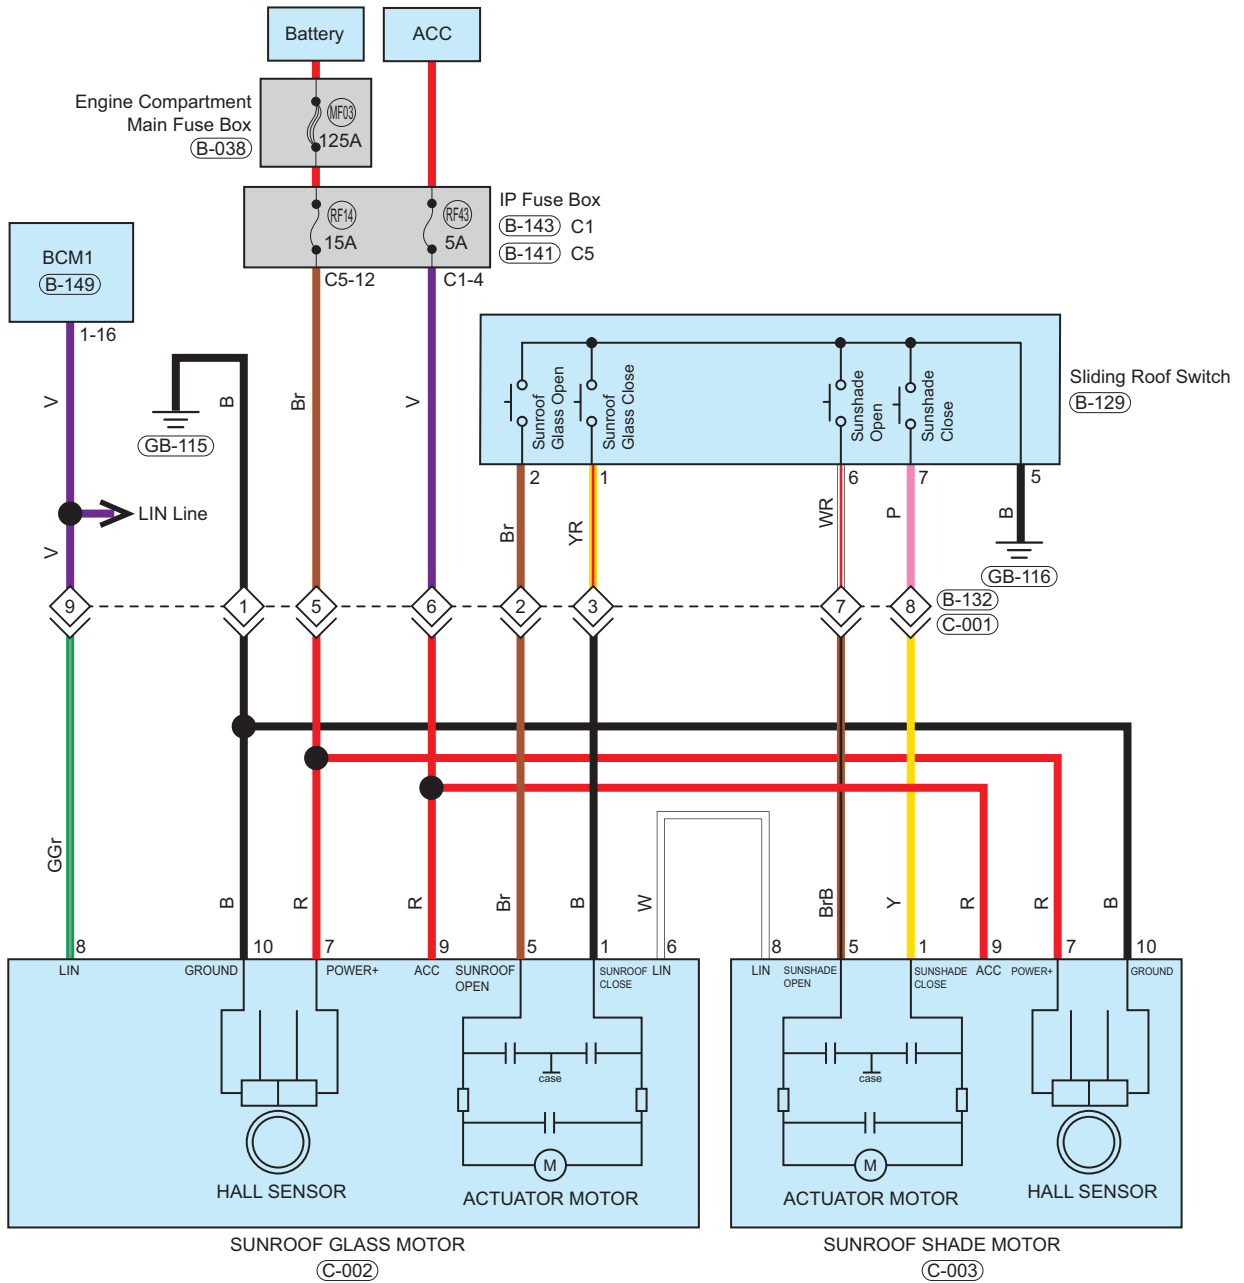 Battery
ACC
Engine Compartment
Main Fuse Box
B-038
MF03
125A
IP Fuse Box
B-143 C1
B-141 C5
RF14
15A
RF43
5A
C5-12
C1-4
BCM1
B-149
1-16
V
B
GB-115
Br
V
Sunroof
Glass Open
Sunroof
Glass Close
Sunshade
Open
Sunshade
Close
Sliding Roof Switch
B-129
2
1
6
7
5
LIN Line
V
Br
YR
WR
P
B
GB-116
9
1
5
6
2
3
7
8
B-132
C-001
GGr
B
R
R
Br
B
W
BrB
Y
R
R
B
8
10
7
9
5
1
6
8
5
1
9
7
10
LIN
GROUND
POWER+
ACC
SUNROOF
OPEN
SUNROOF
CLOSE
LIN
LIN
SUNSHADE
OPEN
SUNSHADE
CLOSE
ACC
POWER+
GROUND
case
case
M
M
HALL SENSOR
ACTUATOR MOTOR
ACTUATOR MOTOR
HALL SENSOR
SUNROOF GLASS MOTOR
C-002
SUNROOF SHADE MOTOR
C-003